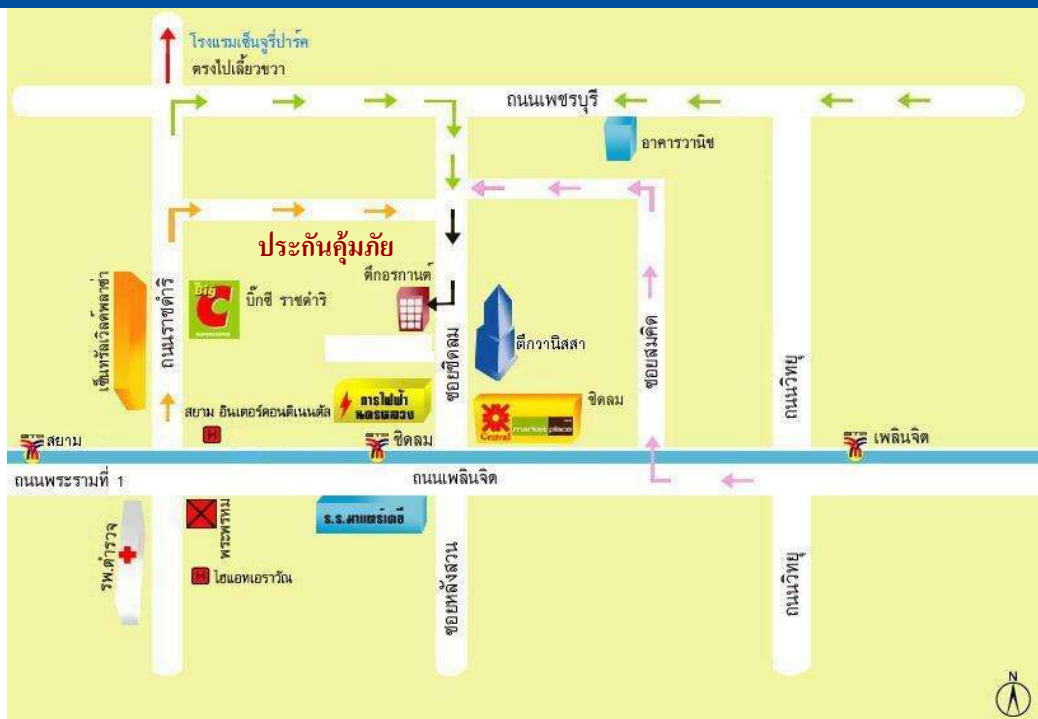 โรงแรมเซ็นจูรี่ปาร์ค
ตรงไปเลี้ยวขวา
ถนนเพชรบุรี
อาคารวานิช
ประกันคุ้มภัย
ตึกอรกานต์
Big C
SUPERCENTER
บิ๊กซี ราชดำริ
เซ็นทรัลเวิลด์พลาซ่า
ถนนราชดำริ
ซอยชิดลม
ตึกวานิสสา
ซอยสมคิด
ถนนวิทยุ
การไฟฟ้า
นครหลวง
Central
market place
ชิดลม
สยาม อินเตอร์คอนติเนนตัล
H
สยาม
ชิดลม
เพลินจิต
ถนนพระรามที่ 1
ถนนเพลินจิต
รพ.ตำรวจ
พระพรหม
ร.ร.มาแตร์เดอี
H ไฮแอทเอราวัณ
ซอยหลังสวน
ถนนวิทยุ
N